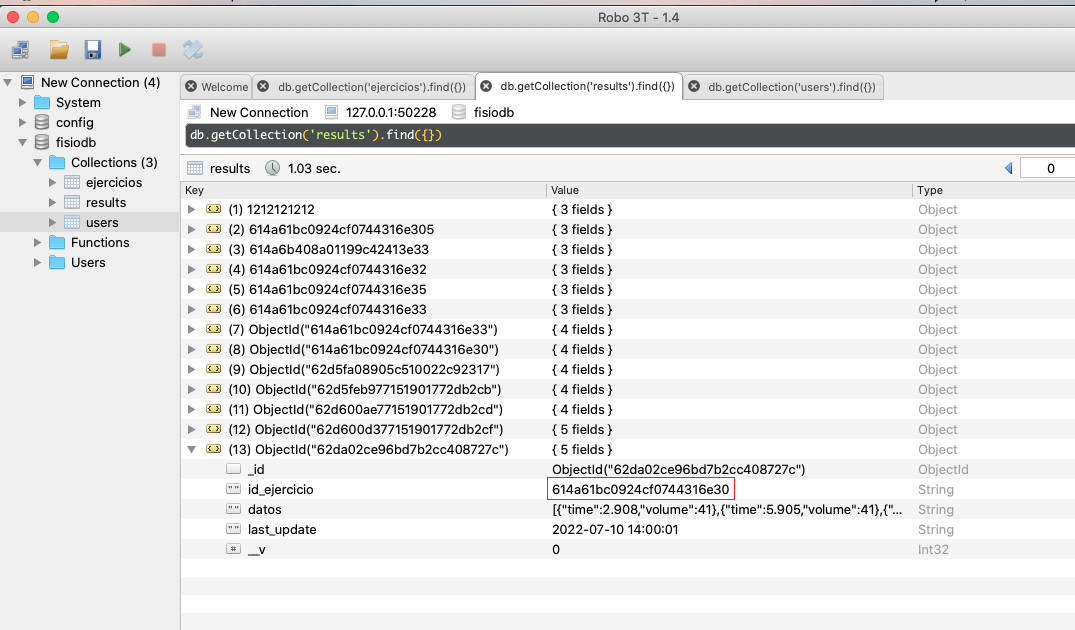 Robo 3T - 1.4
New Connection (4)
System
config
fisiodb
Collections (3)
ejercicios
results
users
Functions
Users
Welcome
db.getCollection('ejercicios').find({})
db.getCollection('results').find({})
db.getCollection('users').find({})
New Connection 127.0.0.1:50228 fisiodb
db.getCollection('results').find({})
results 1.03 sec. 0
Key Value Type
(1) 1212121212 { 3 fields } Object
(2) 614a61bc0924cf0744316e305 { 3 fields } Object
(3) 614a6b408a01199c42413e33 { 3 fields } Object
(4) 614a61bc0924cf0744316e32 { 3 fields } Object
(5) 614a61bc0924cf0744316e35 { 3 fields } Object
(6) 614a61bc0924cf0744316e33 { 3 fields } Object
(7) ObjectId("614a61bc0924cf0744316e33") { 4 fields } Object
(8) ObjectId("614a61bc0924cf0744316e30") { 4 fields } Object
(9) ObjectId("62d5fa08905c510022c92317") { 4 fields } Object
(10) ObjectId("62d5feb977151901772db2cb") { 4 fields } Object
(11) ObjectId("62d600ae77151901772db2cd") { 4 fields } Object
(12) ObjectId("62d600d377151901772db2cf") { 5 fields } Object
(13) ObjectId("62da02ce96bd7b2cc408727c") { 5 fields } Object
_id ObjectId("62da02ce96bd7b2cc408727c") ObjectId
id_ejercicio 614a61bc0924cf0744316e30 String
datos [{"time":2.908,"volume":41},{"time":5.905,"volume":41},{"... String
last_update 2022-07-10 14:00:01 String
__v 0 Int32